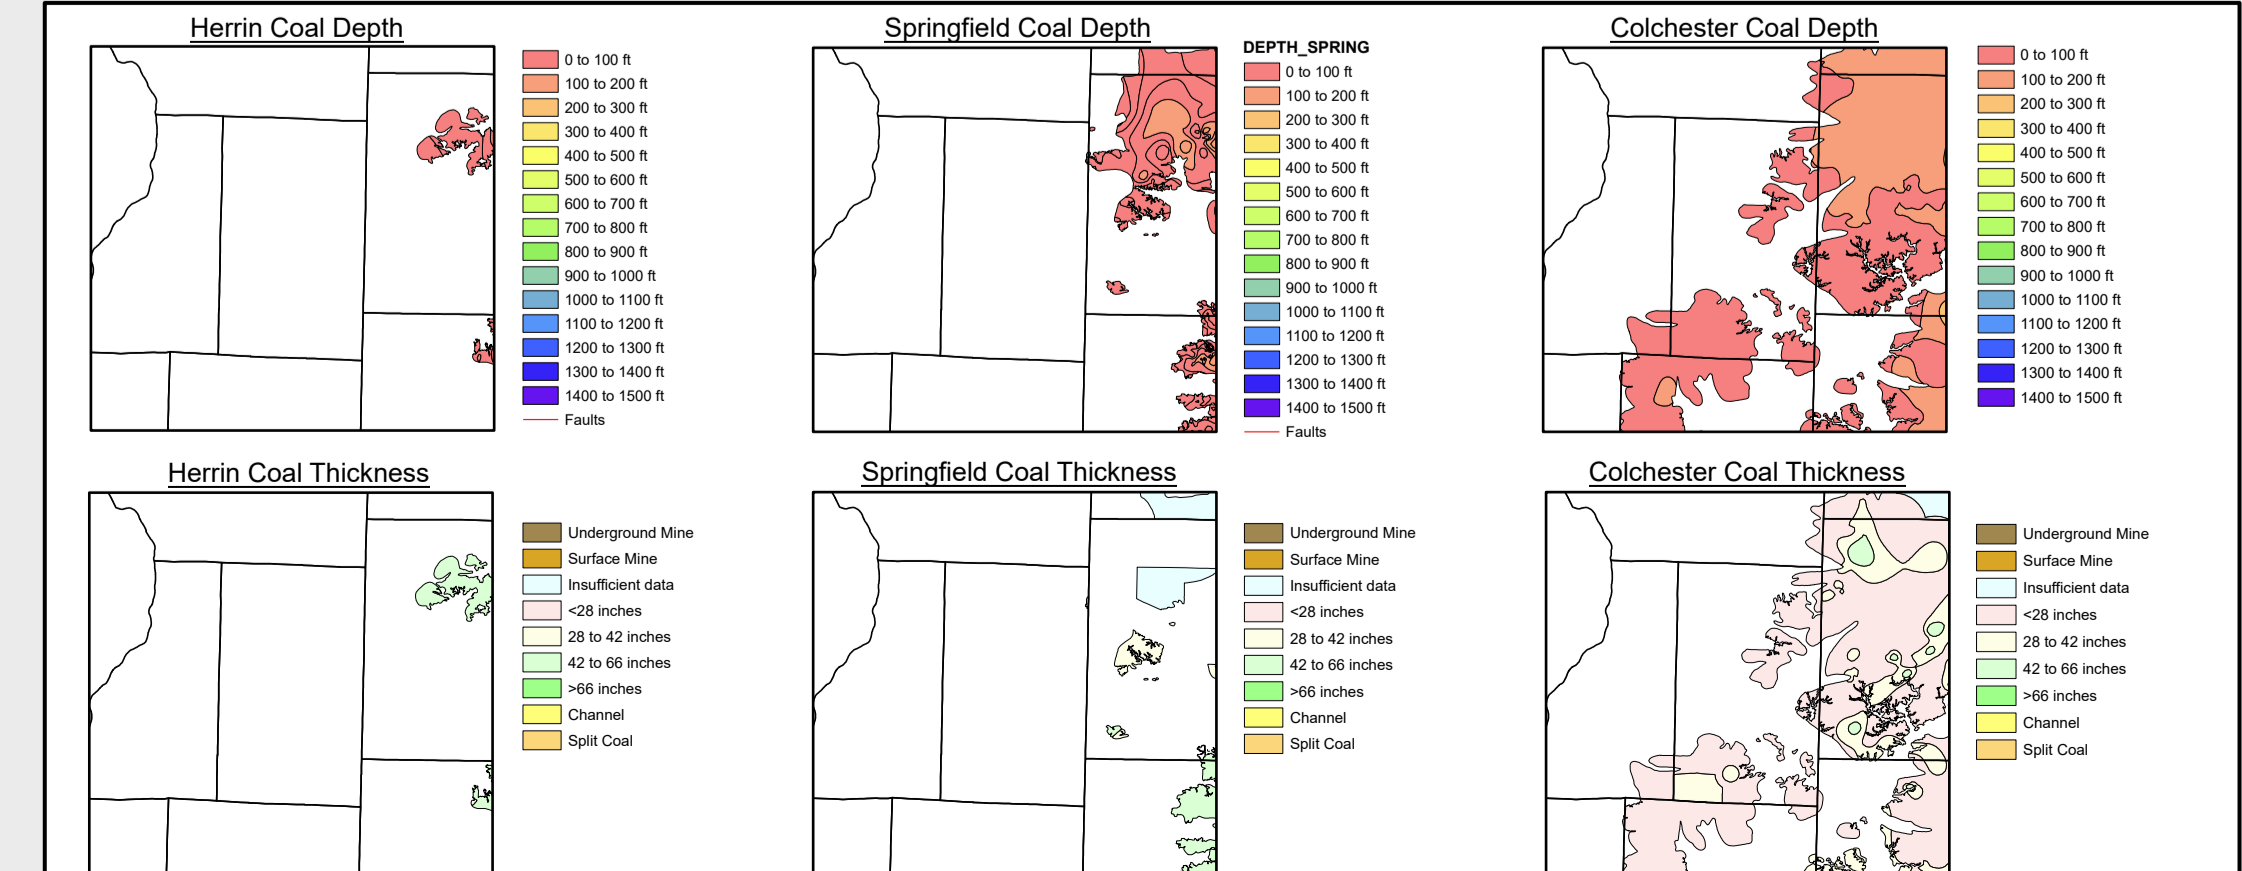 Herrin Coal Depth
0 to 100 ft
100 to 200 ft
200 to 300 ft
300 to 400 ft
400 to 500 ft
500 to 600 ft
600 to 700 ft
700 to 800 ft
800 to 900 ft
900 to 1000 ft
1000 to 1100 ft
1100 to 1200 ft
1200 to 1300 ft
1300 to 1400 ft
1400 to 1500 ft
Faults
Springfield Coal Depth
DEPTH_SPRING
0 to 100 ft
100 to 200 ft
200 to 300 ft
300 to 400 ft
400 to 500 ft
500 to 600 ft
600 to 700 ft
700 to 800 ft
800 to 900 ft
900 to 1000 ft
1000 to 1100 ft
1100 to 1200 ft
1200 to 1300 ft
1300 to 1400 ft
1400 to 1500 ft
Faults
Colchester Coal Depth
0 to 100 ft
100 to 200 ft
200 to 300 ft
300 to 400 ft
400 to 500 ft
500 to 600 ft
600 to 700 ft
700 to 800 ft
800 to 900 ft
900 to 1000 ft
1000 to 1100 ft
1100 to 1200 ft
1200 to 1300 ft
1300 to 1400 ft
1400 to 1500 ft
Herrin Coal Thickness
Underground Mine
Surface Mine
Insufficient data
<28 inches
28 to 42 inches
42 to 66 inches
>66 inches
Channel
Split Coal
Springfield Coal Thickness
Underground Mine
Surface Mine
Insufficient data
<28 inches
28 to 42 inches
42 to 66 inches
>66 inches
Channel
Split Coal
Colchester Coal Thickness
Underground Mine
Surface Mine
Insufficient data
<28 inches
28 to 42 inches
42 to 66 inches
>66 inches
Channel
Split Coal